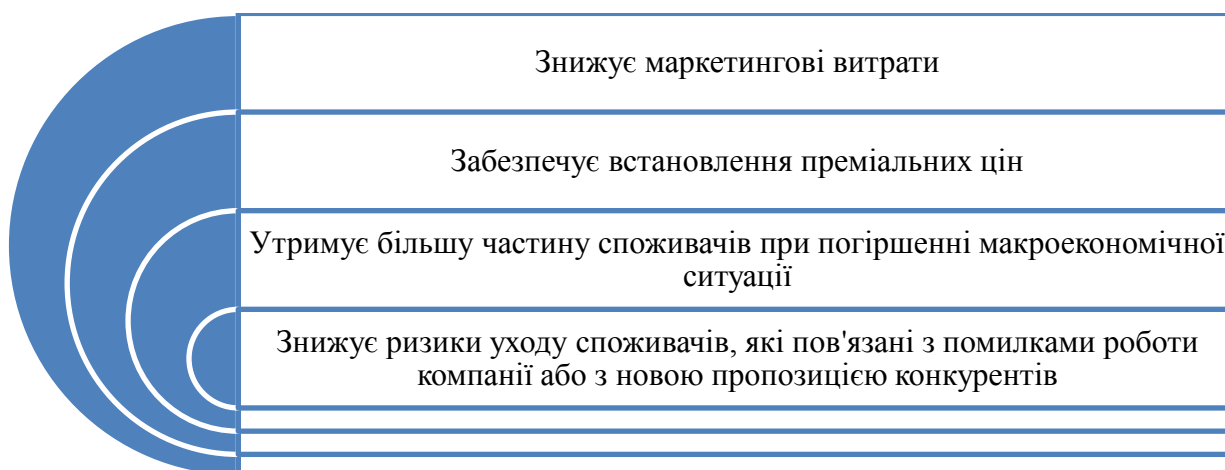 Знижує маркетингові витрати
Забезпечує встановлення преміальних цін
Утримує більшу частину споживачів при погіршенні макроекономічної
ситуації
Знижує ризики уходу споживачів, які пов'язані з помилками роботи
компанії або з новою пропозицією конкурентів